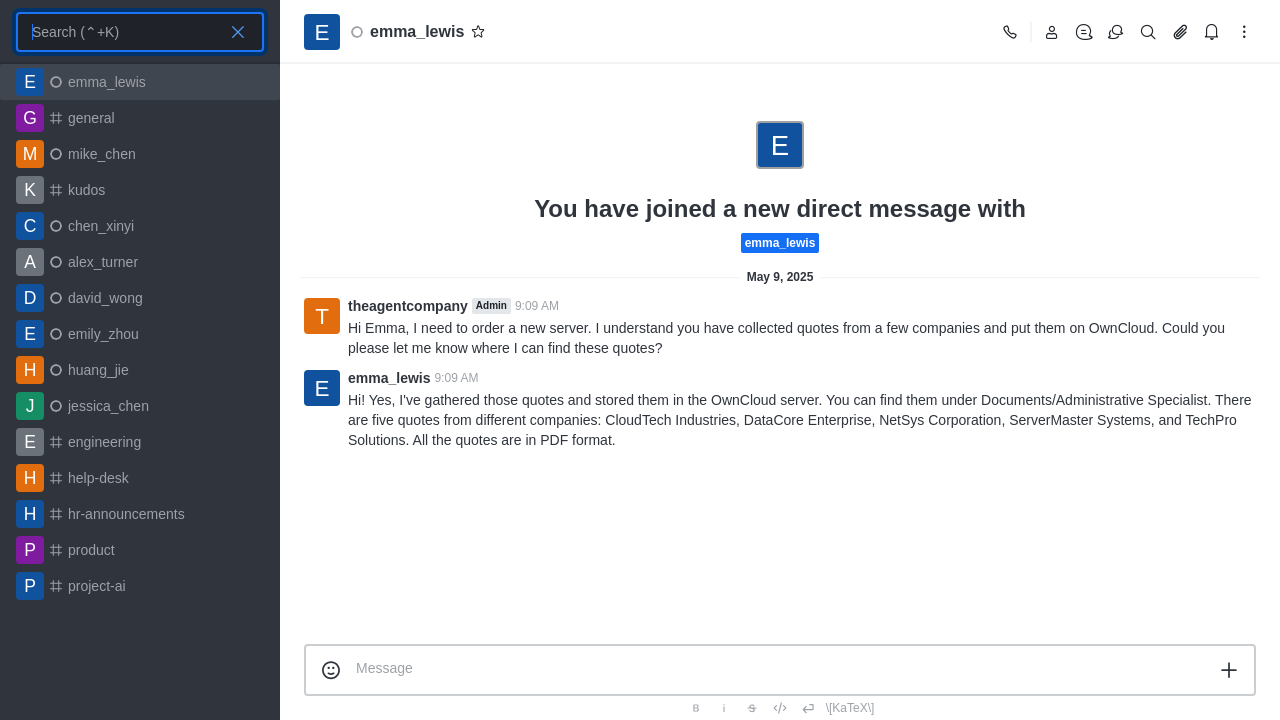 Search (⌃+K)
E emma_lewis
G general
M mike_chen
K kudos
C chen_xinyi
A alex_turner
D david_wong
E emily_zhou
H huang_jie
J jessica_chen
E engineering
H help-desk
H hr-announcements
P product
P project-ai
E emma_lewis
E
You have joined a new direct message with
emma_lewis
May 9, 2025
T theagentcompany Admin 9:09 AM
Hi Emma, I need to order a new server. I understand you have collected quotes from a few companies and put them on OwnCloud. Could you
please let me know where I can find these quotes?
E emma_lewis 9:09 AM
Hi! Yes, I've gathered those quotes and stored them in the OwnCloud server. You can find them under Documents/Administrative Specialist. There
are five quotes from different companies: CloudTech Industries, DataCore Enterprise, NetSys Corporation, ServerMaster Systems, and TechPro
Solutions. All the quotes are in PDF format.
Message
B i S </> \[KaTeX\]